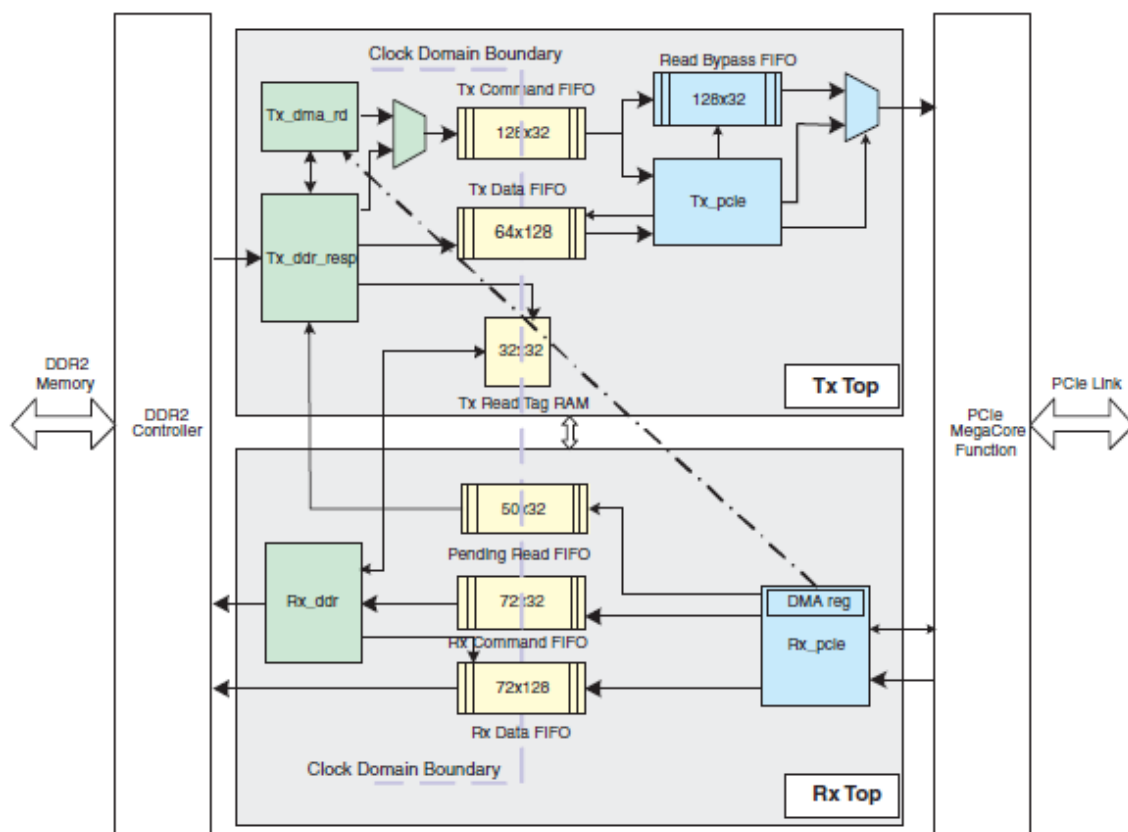 Clock Domain Boundary
Read Bypass FIFO
Tx Command FIFO
Tx_dma_rd
128x32
128x32
Tx Data FIFO
Tx_pcie
64x128
Tx_ddr_resp
32x32
DDR2
Memory
DDR2
Controller
Tx Read Tag RAM
Tx Top
PCIe
MegaCore
Function
PCIe Link
50x32
Pending Read FIFO
DMA reg
Rx_ddr
72x32
Rx Command FIFO
Rx_pcie
72x128
Rx Data FIFO
Clock Domain Boundary
Rx Top